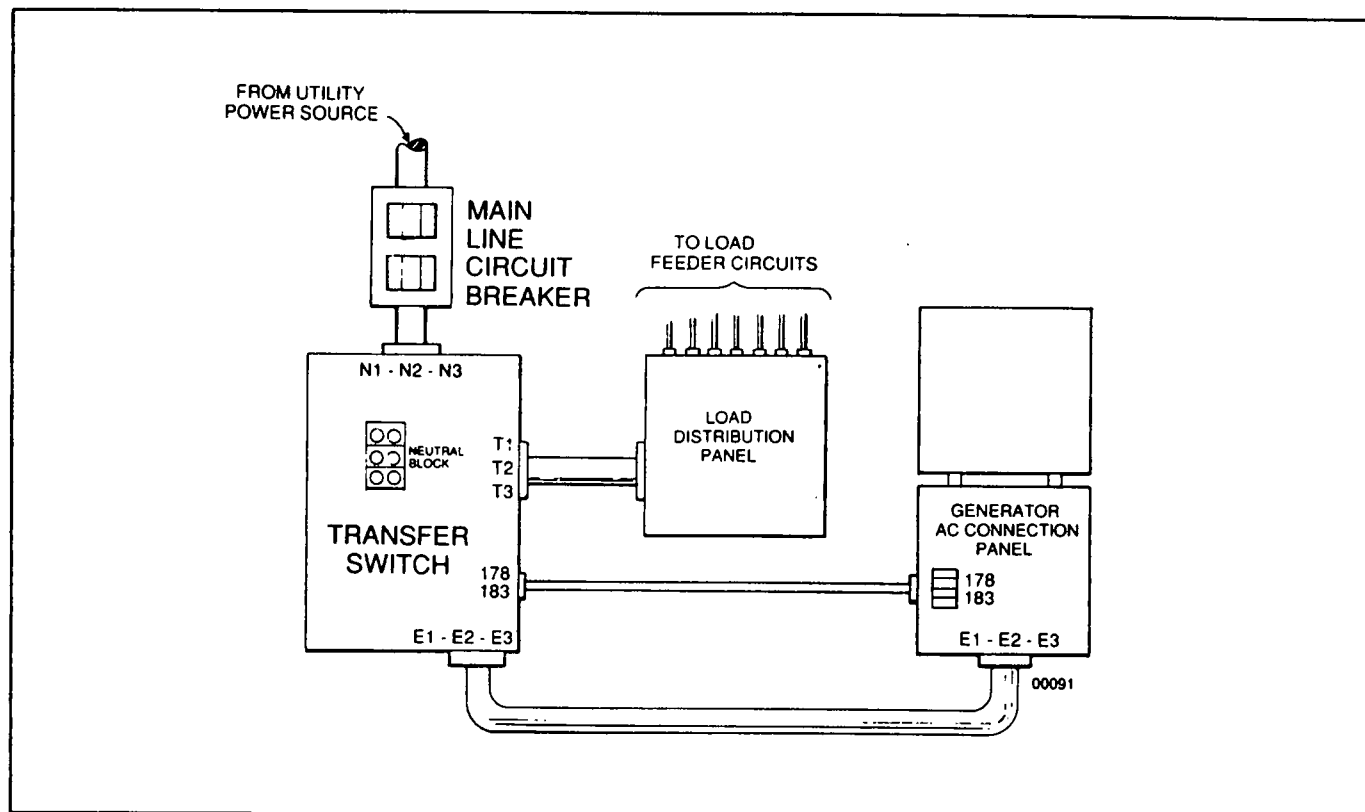 FROM UTILITY
POWER SOURCE
MAIN
LINE
CIRCUIT
BREAKER
TO LOAD
FEEDER CIRCUITS
N1 - N2 - N3
NEUTRAL
BLOCK
T1
T2
T3
LOAD
DISTRIBUTION
PANEL
TRANSFER
SWITCH
178
183
E1 - E2 - E3
GENERATOR
AC CONNECTION
PANEL
178
183
E1 - E2 - E3
00091